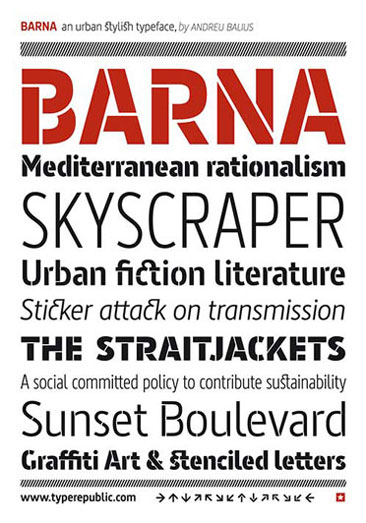 BARNA an urban stylish typeface, by ANDREU BALIUS
BARNA
Mediterranean rationalism
SKYSCRAPER
Urban fiction literature
Sticker attack on transmission
THE STRAITJACKETS
A social committed policy to contribute sustainability
Sunset Boulevard
Graffiti Art & stenciled letters
www.typerepublic.com →↑↓↗↖↙↘↗↖↙↘←